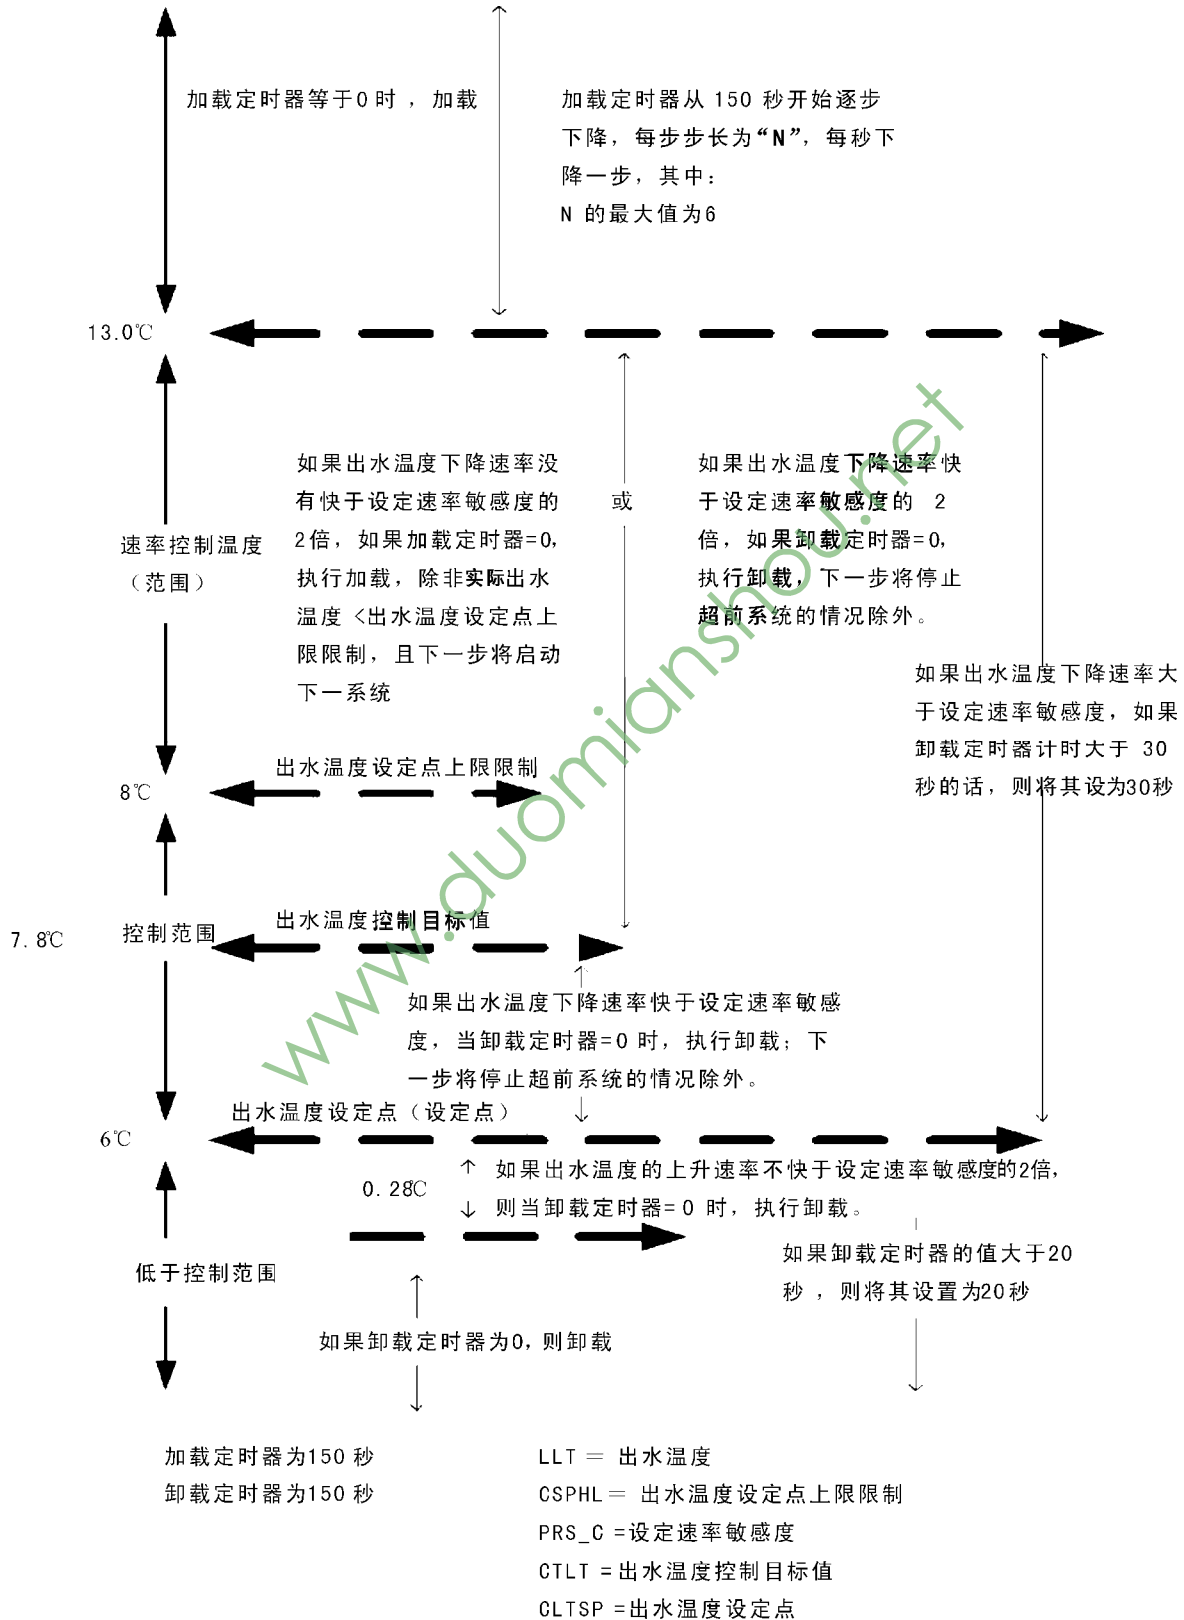 加载定时器等于0时 ，加载
加载定时器从 150 秒开始逐步
下降，每步步长为“N”，每秒下
降一步，其中：
N 的最大值为6
13.0℃
速率控制温度
（范围）
如果出水温度下降速率没
有快于设定速率敏感度的
2倍，如果加载定时器=0，
执行加载，除非实际出水
温度 <出水温度设定点上
限限制，且下一步将启动
下一系统
或
如果出水温度下降速率快
于设定速率敏感度的 2
倍，如果卸载定时器=0，
执行卸载，下一步将停止
超前系统的情况除外。
如果出水温度下降速率大
于设定速率敏感度，如果
卸载定时器计时大于 30
秒的话，则将其设为30秒
出水温度设定点上限限制
8℃
控制范围
出水温度控制目标值
7.8℃
如果出水温度下降速率快于设定速率敏感
度，当卸载定时器=0 时，执行卸载；下
一步将停止超前系统的情况除外。
出水温度设定点（设定点）
6℃
如果出水温度的上升速率不快于设定速率敏感度的2倍，
则当卸载定时器=0 时，执行卸载。
0.28℃
低于控制范围
如果卸载定时器的值大于20
秒 ，则将其设置为20秒
如果卸载定时器为0，则卸载
加载定时器为150 秒
卸载定时器为150 秒
LLT = 出水温度
CSPHL= 出水温度设定点上限限制
PRS_C =设定速率敏感度
CTLT =出水温度控制目标值
CLTSP =出水温度设定点
www.duomianshou.net